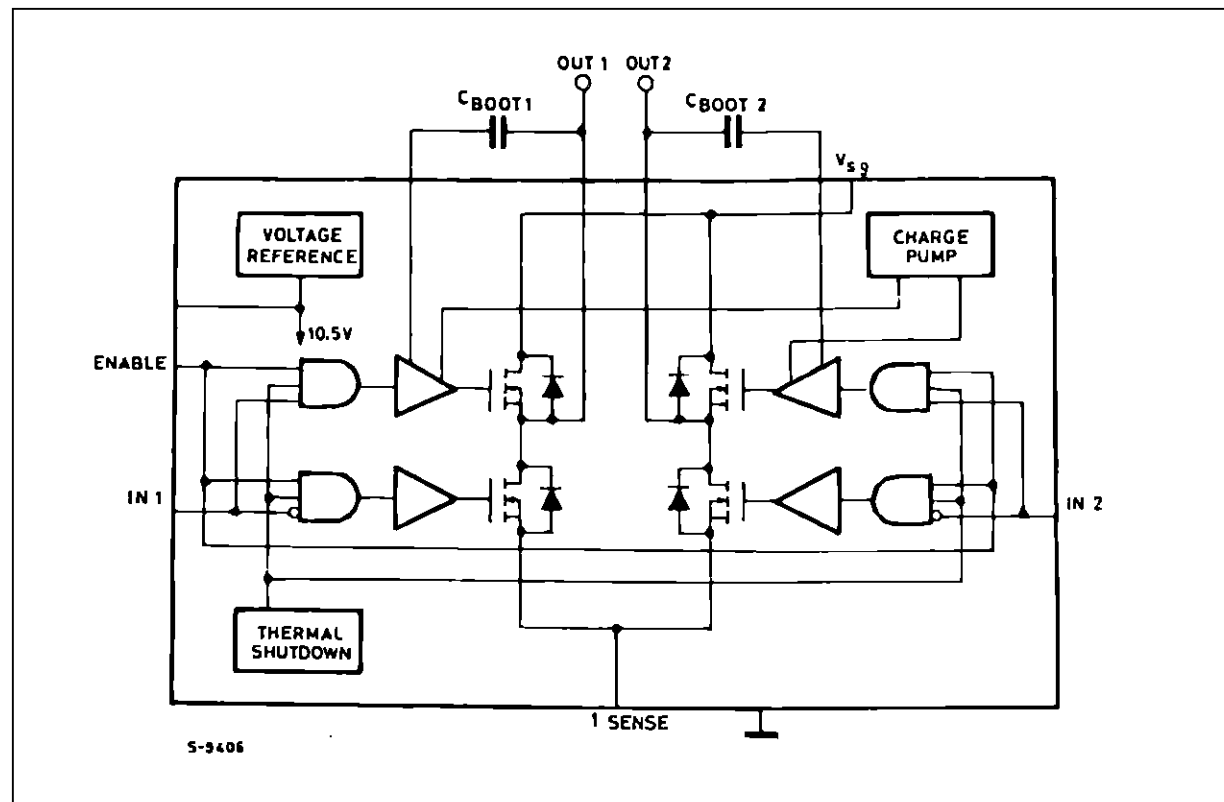 OUT 1 OUT 2
CBOOT 1 CBOOT 2
Vs 9
VOLTAGE
REFERENCE
CHARGE
PUMP
10.5V
ENABLE
IN 1
IN 2
THERMAL
SHUTDOWN
1 SENSE
S-9406